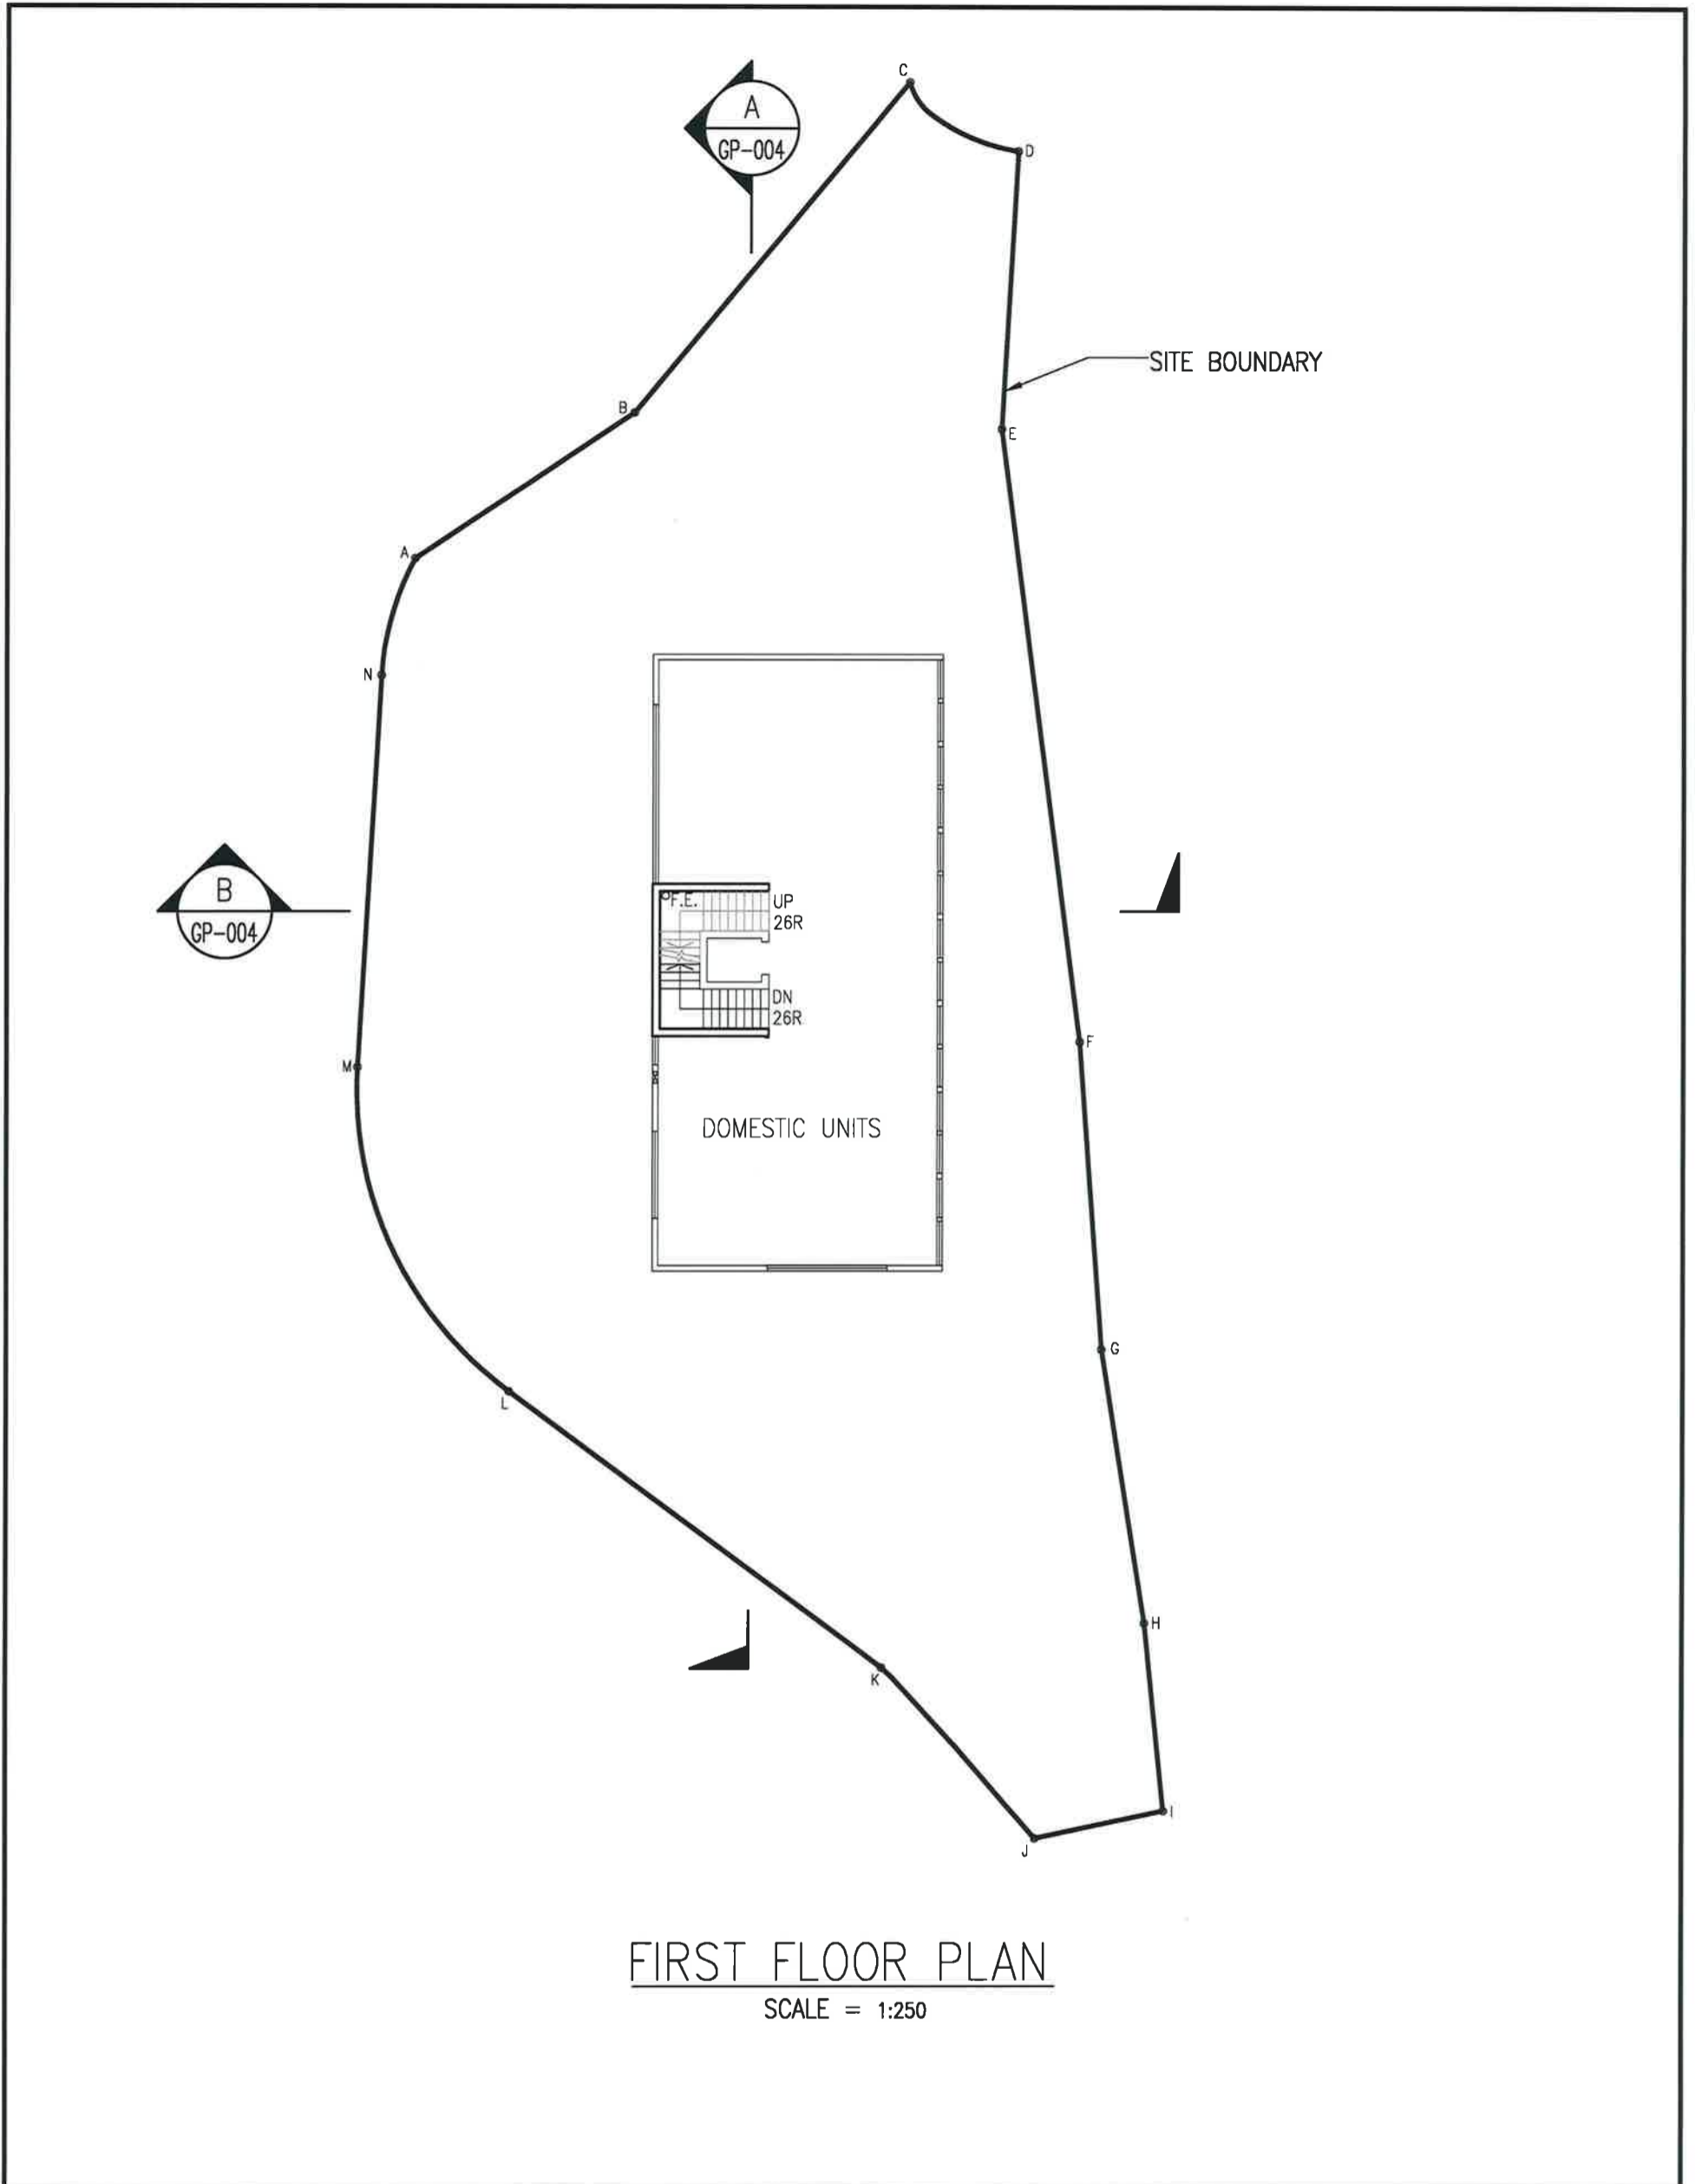 C
A
GP-004
D
SITE BOUNDARY
B
E
A
N
F.E.
UP
26R
B
GP-004
DN
26R
F
M
DOMESTIC UNITS
G
L
H
K
I
J
FIRST FLOOR PLAN
SCALE = 1:250